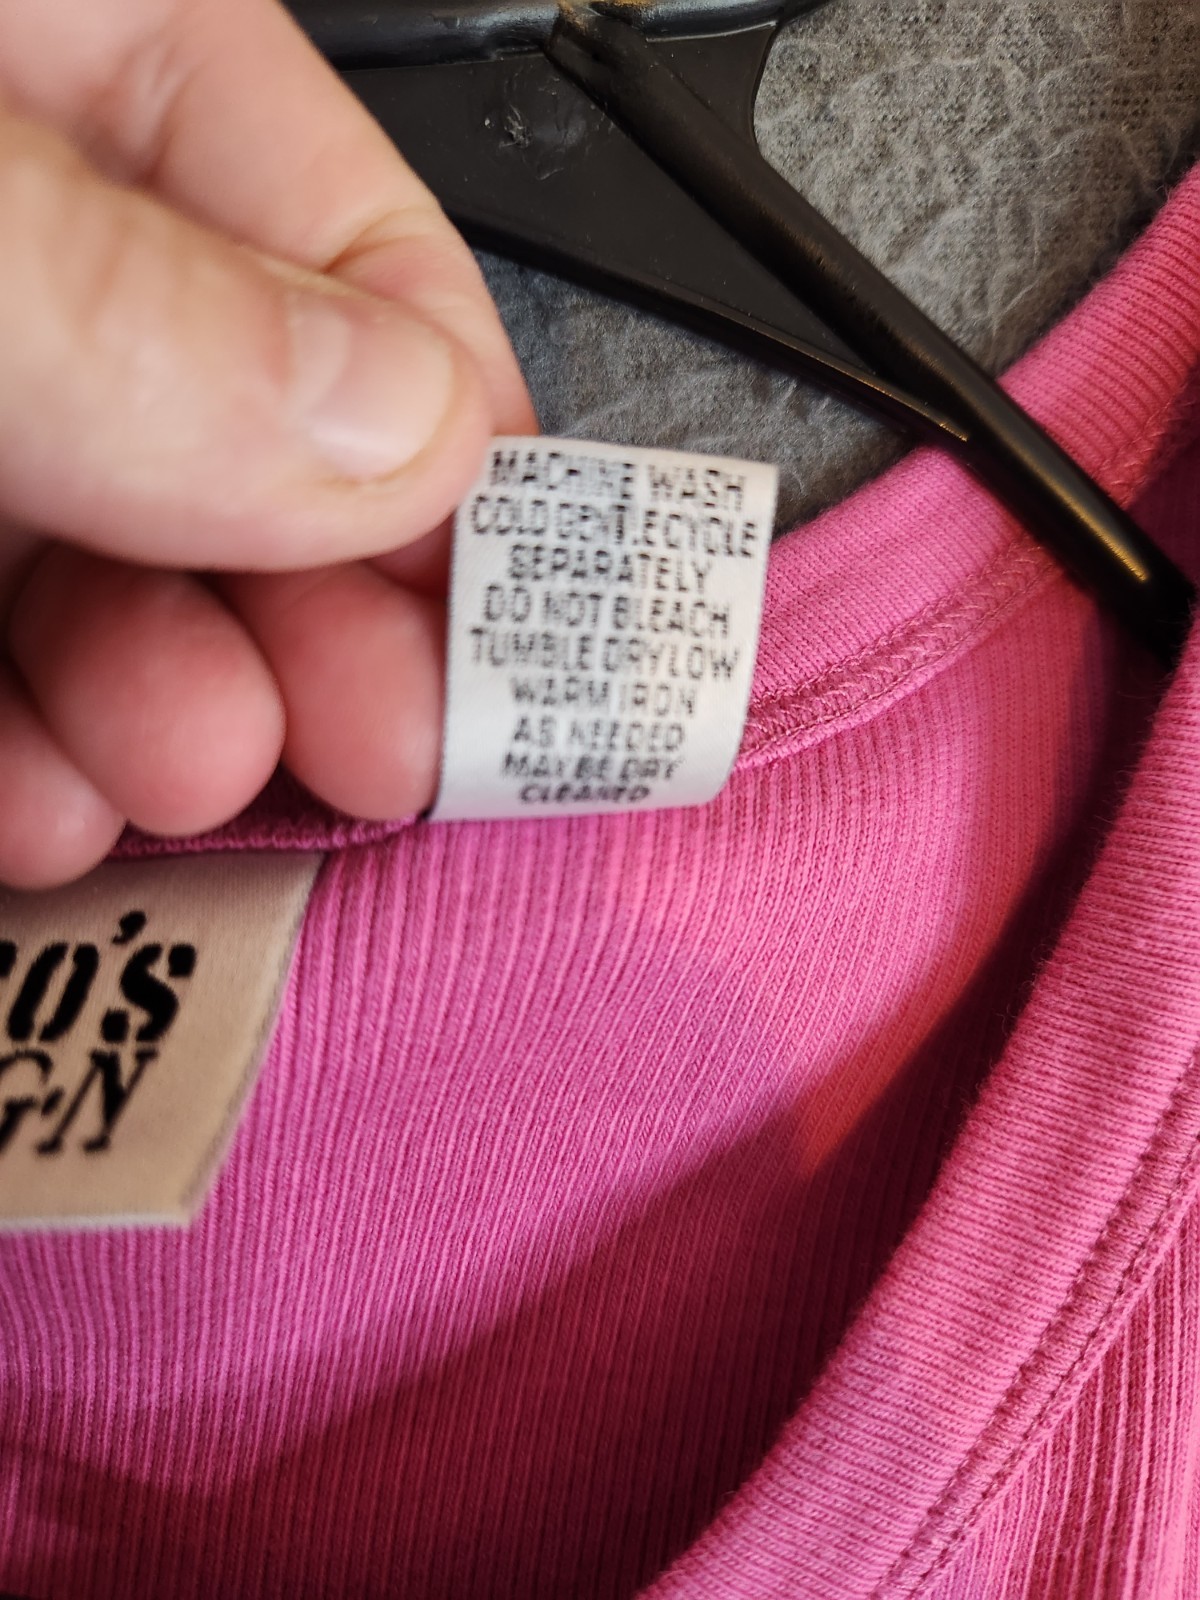 MACHINE WASH
COLD GENTLE CYCLE
SEPARATELY
DO NOT BLEACH
TUMBLE DRY LOW
WARM IRON
AS NEEDED
MAY BE DRY
CLEANED
O'S
G·N